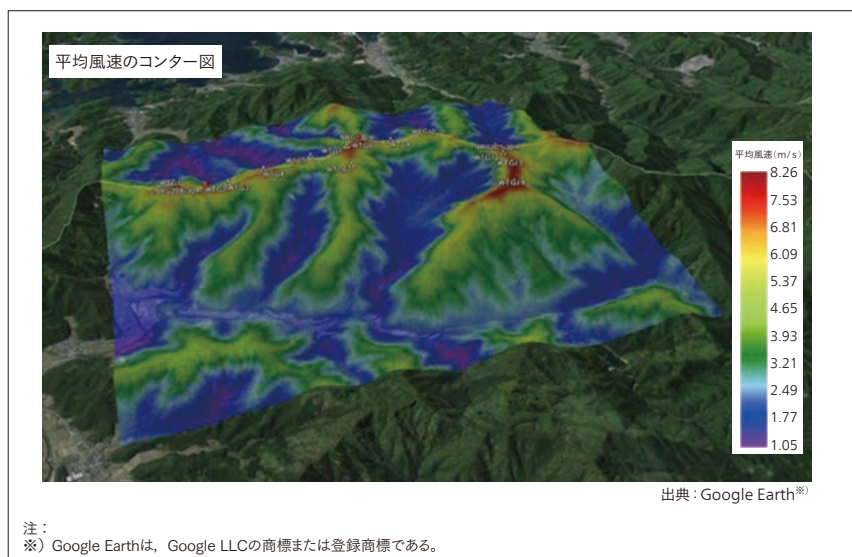 平均風速のコンター図
平均風速(m/s)
8.26
7.53
6.81
6.09
5.37
4.65
3.93
3.21
2.49
1.77
1.05
出典：Google Earth※)
注：
※）Google Earthは，Google LLCの商標または登録商標である。